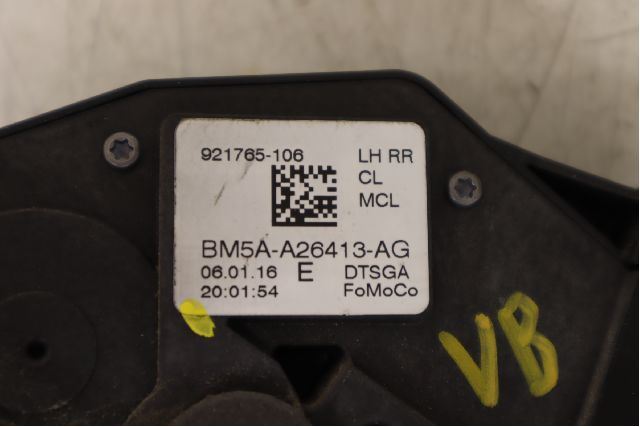 921765-106 LH RR
CL
MCL
BM5A-A26413-AG
06.01.16 E DTSGA
20:01:54 FoMoCo
VB